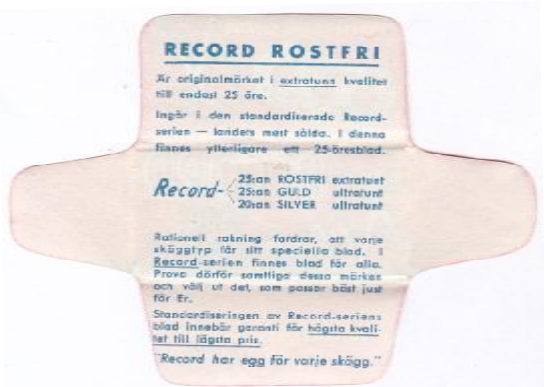 RECORD ROSTFRI
Är originalmärket i extratunn kvalitet
till endast 25 öre.
Ingår i den standardiserade Record-
serien — landets mest sålda. I denna
finnes ytterligare ett 25-öresblad.
Record-
25:an ROSTFRI extratunt
25:an GULD ultratunt
20:an SILVER ultratunt
Rationell rakning fordrar, att varje
skäggtyp får sitt speciella blad. I
Record-serien finnes blad för alla.
Prova därför samtliga dessa märken
och välj ut det, som passar bäst just
för Er.
Standardiseringen av Record-seriens
blad innebär garanti för högsta kvali-
tet till lägsta pris.
"Record har egg för varje skägg."